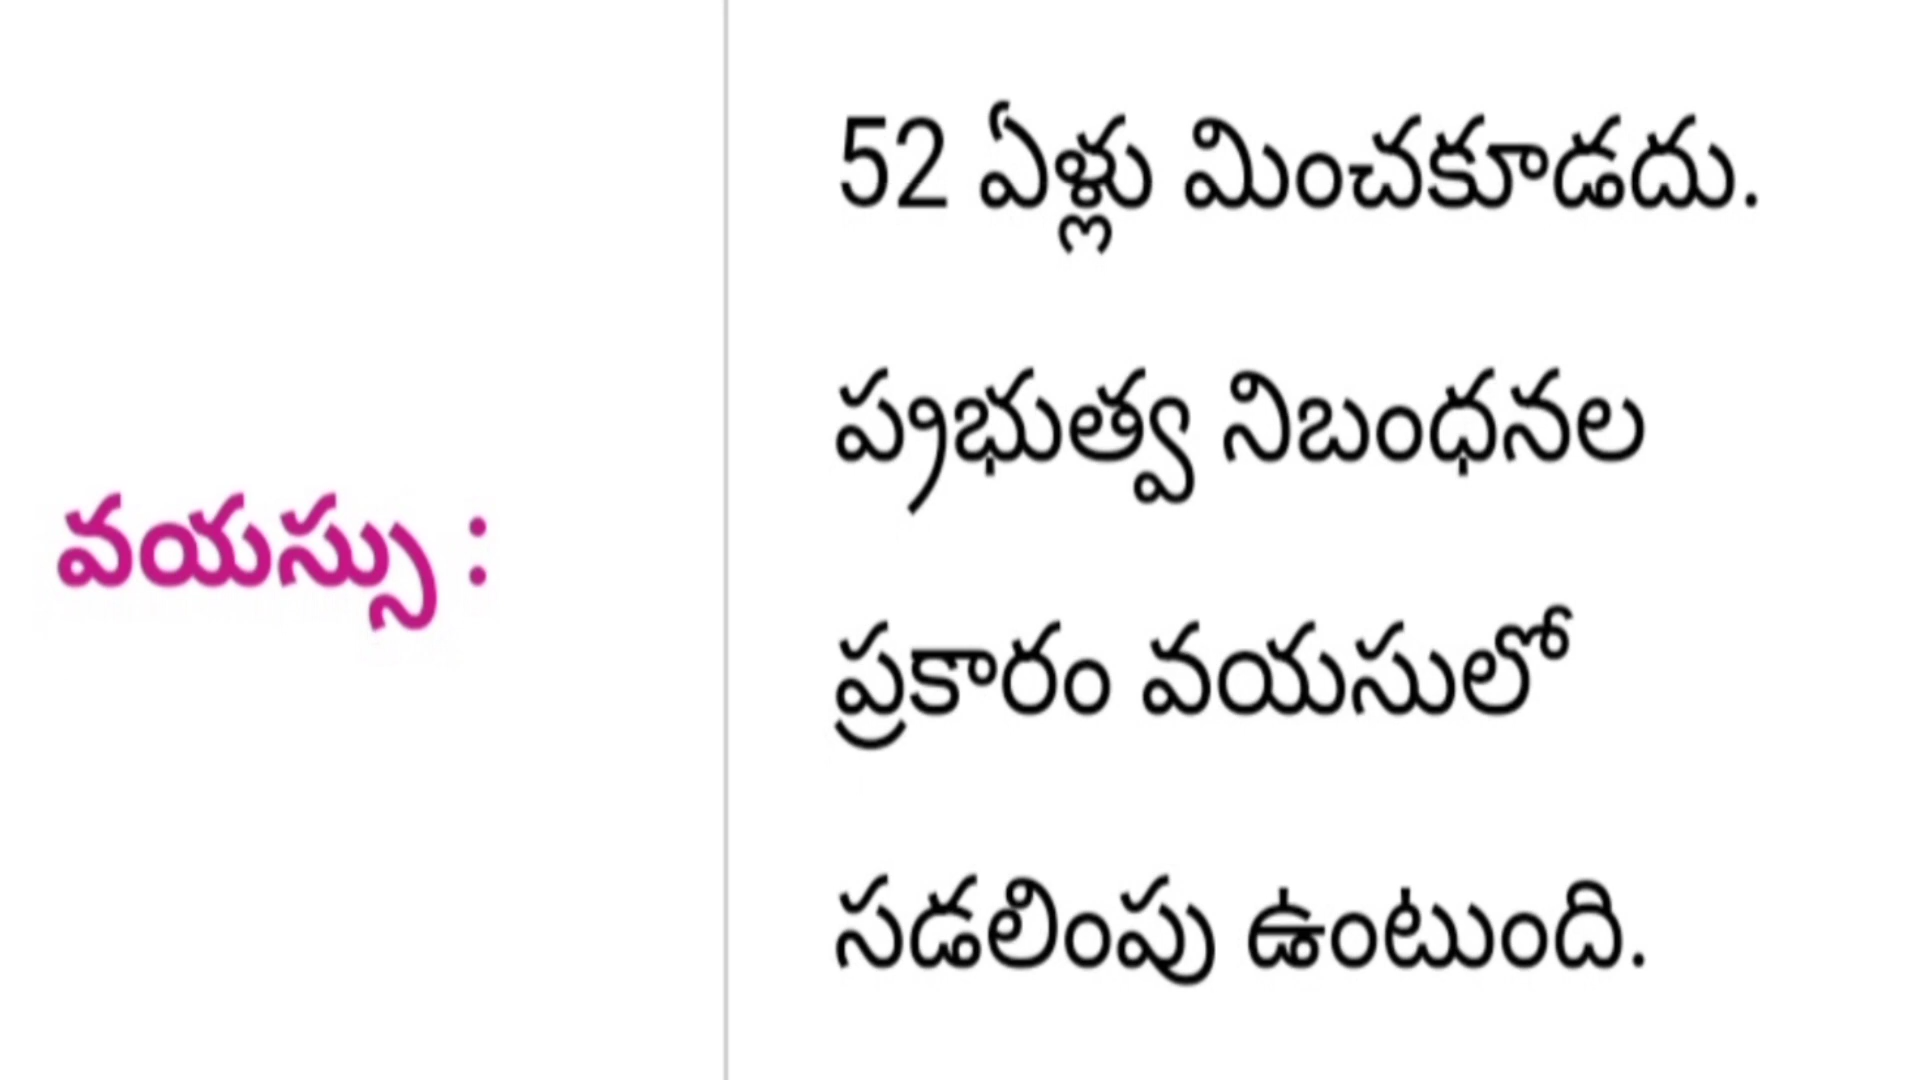 వయస్సు :
52 ఏళ్లు మించకూడదు.
ప్రభుత్వ నిబంధనల
ప్రకారం వయసులో
సడలింపు ఉంటుంది.